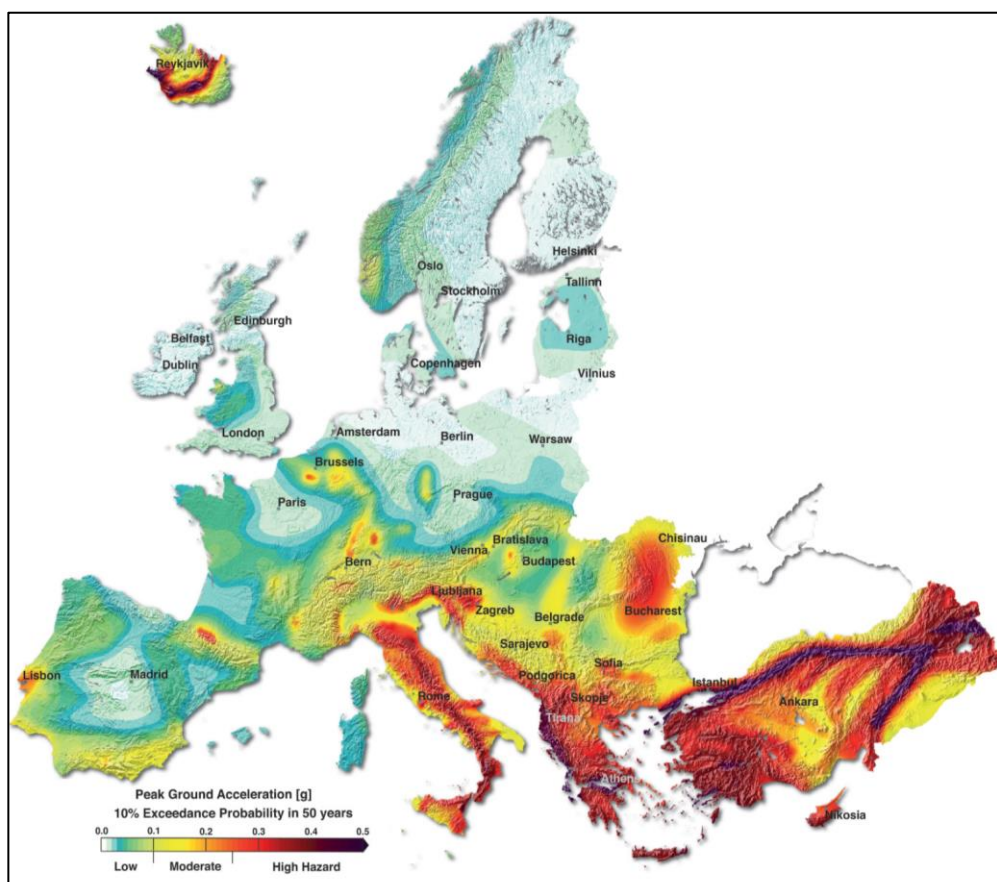 Reykjavik
Helsinki
Oslo
Tallinn
Stockholm
Edinburgh
Belfast
Riga
Dublin
Copenhagen
Vilnius
London
Amsterdam
Berlin
Warsaw
Brussels
Paris
Prague
Chisinau
Vienna
Bratislava
Bern
Budapest
Ljubljana
Zagreb
Belgrade
Bucharest
Sarajevo
Sofia
Lisbon
Madrid
Podgorica
Istanbul
Rome
Skopje
Ankara
Tirana
Athen
Nikosia
Peak Ground Acceleration [g]
10% Exceedance Probability in 50 years
0.0 0.1 0.2 0.3 0.4 0.5
Low Moderate High Hazard